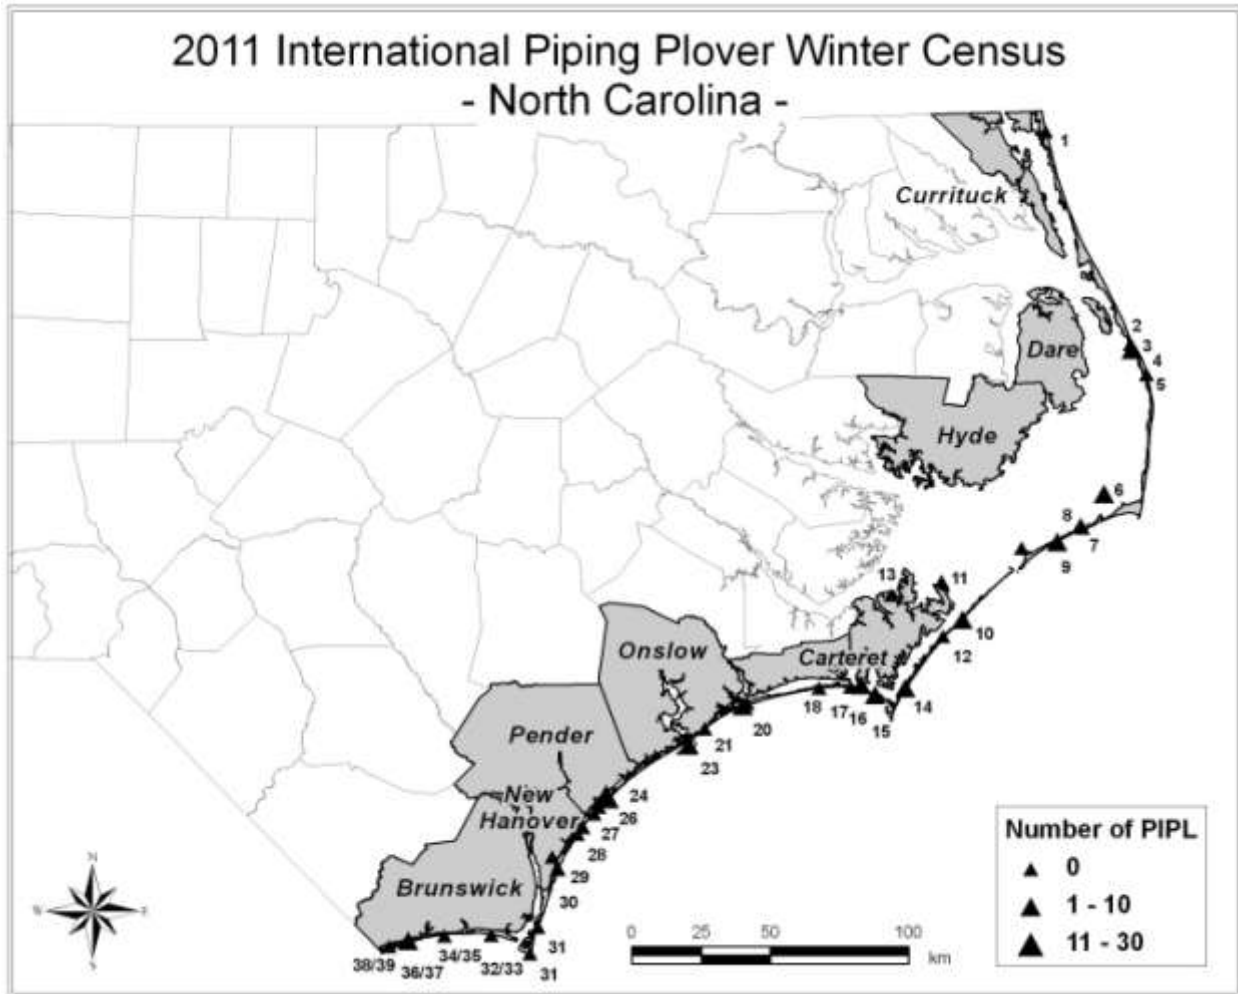 2011 International Piping Plover Winter Census
- North Carolina -
1
Currituck
2
3
Dare
4
5
Hyde
6
8
7
9
13
11
10
Onslow
12
Carteret
18
17
16
14
15
20
Pender
21
23
New
24
Hanover
26
27
28
Brunswick
29
30
31
34/35
32/33
38/39
36/37
31
Number of PIPL
0
1 - 10
11 - 30
0
25
50
100
km
N
W
E
S